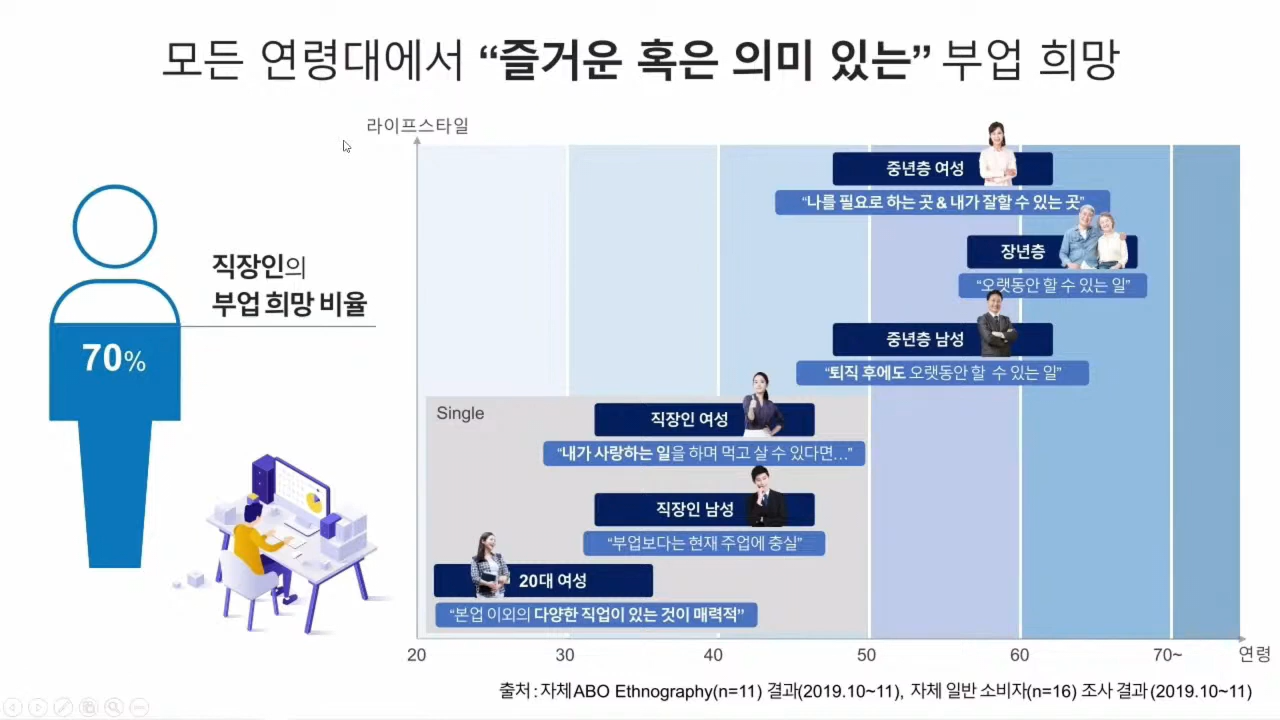 모든 연령대에서 “즐거운 혹은 의미 있는” 부업 희망
라이프스타일
직장인의
부업 희망 비율
70%
중년층 여성
“나를 필요로 하는 곳 & 내가 잘할 수 있는 곳”
장년층
“오랫동안 할 수 있는 일”
중년층 남성
“퇴직 후에도 오랫동안 할 수 있는 일”
Single
직장인 여성
“내가 사랑하는 일을 하며 먹고 살 수 있다면...”
직장인 남성
“부업보다는 현재 주업에 충실”
20대 여성
“본업 이외의 다양한 직업이 있는 것이 매력적”
20 30 40 50 60 70~ 연령
출처 : 자체 ABO Ethnography(n=11) 결과(2019.10~11), 자체 일반 소비자(n=16) 조사 결과 (2019.10~11)